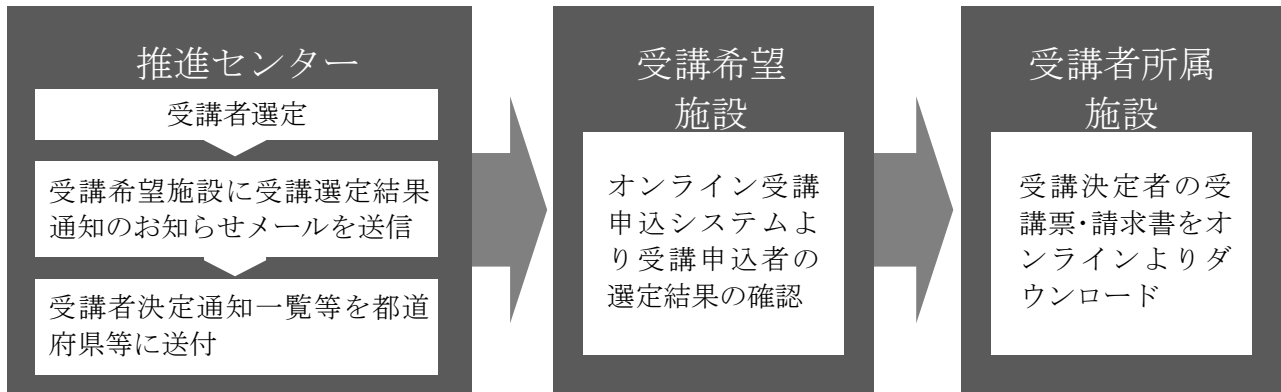 推進センター
受講者選定
受講希望施設に受講選定結果
通知のお知らせメールを送信
受講者決定通知一覧等を都道
府県等に送付
受講希望
施設
オンライン受講
申込システムよ
り受講申込者の
選定結果の確認
受講者所属
施設
受講決定者の受
講票･請求書をオ
ンラインよりダ
ウンロード